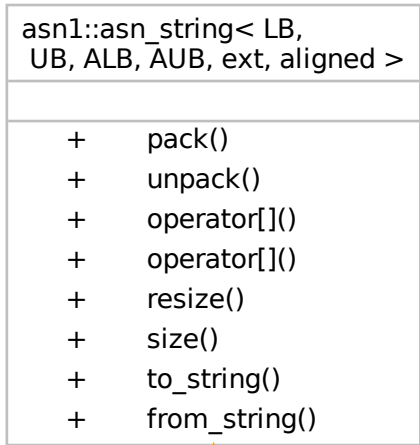 asn1::asn_string< LB,
UB, ALB, AUB, ext, aligned >
+ pack()
+ unpack()
+ operator[]()
+ operator[]()
+ resize()
+ size()
+ to_string()
+ from_string()